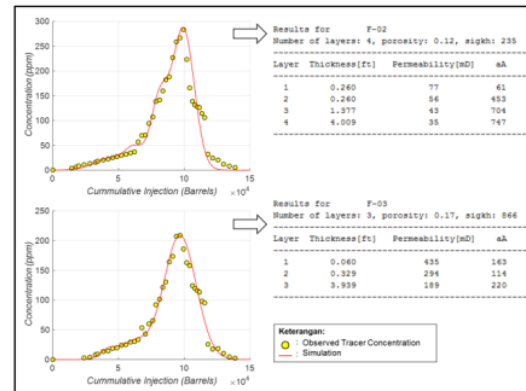 300
250
200
150
100
50
0
Concentration (ppm)
0
5
10
15
Cummulative Injection (Barrels)
×10⁴
Results for F-02
Number of layers: 4, porosity: 0.12, sigkh: 235
Layer Thickness[ft] Permeability[mD] aA
1 0.260 77 61
2 0.260 56 453
3 1.377 43 704
4 4.009 35 747
250
200
150
100
50
0
Concentration (ppm)
0
5
10
15
Cummulative Injection (Barrels)
×10⁴
Results for F-03
Number of layers: 3, porosity: 0.17, sigkh: 866
Layer Thickness[ft] Permeability[mD] aA
1 0.060 435 163
2 0.329 294 114
3 3.939 189 220
Keterangan:
: Observed Tracer Concentration
: Simulation